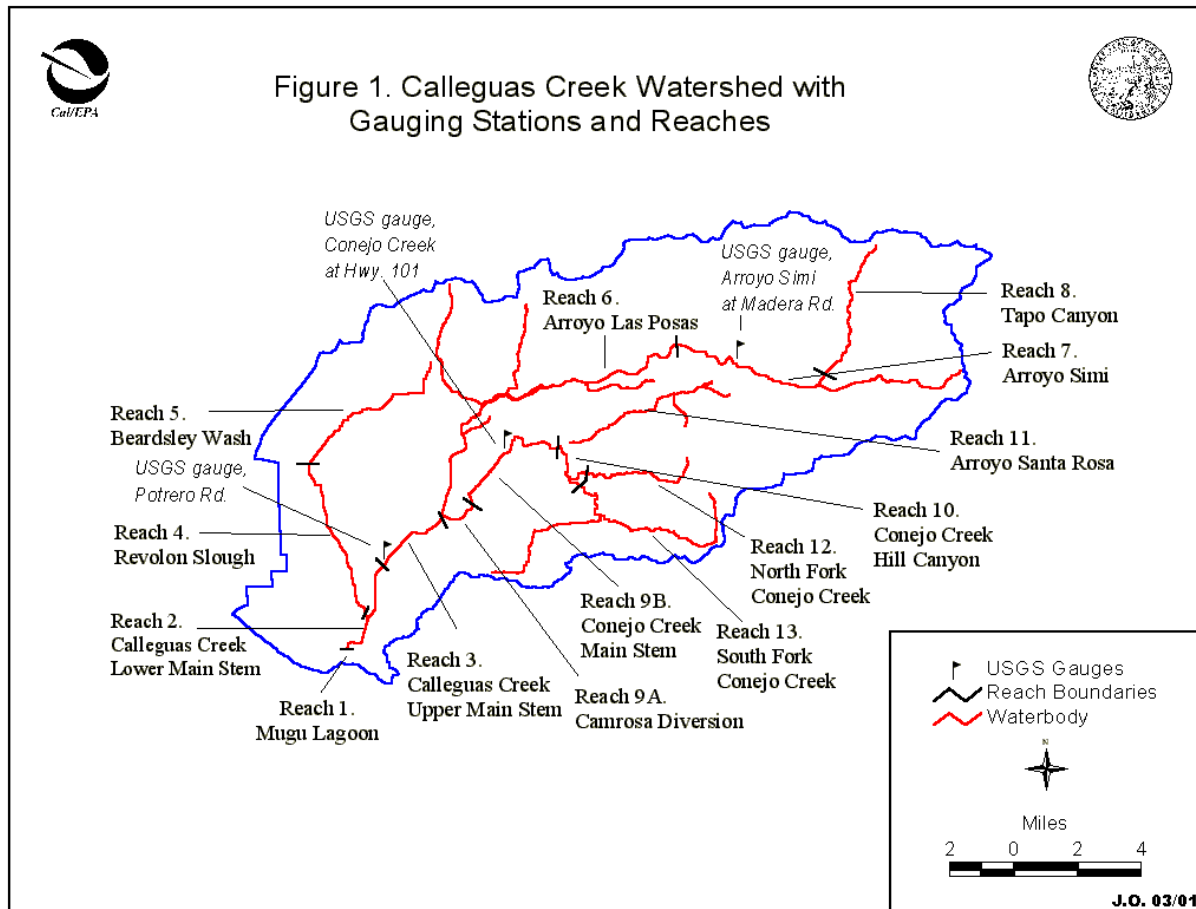 Cal/EPA
Figure 1. Calleguas Creek Watershed with
Gauging Stations and Reaches
USGS gauge,
Conejo Creek
at Hwy. 101
USGS gauge,
Arroyo Simi
at Madera Rd.
Reach 6.
Arroyo Las Posas
Reach 8.
Tapo Canyon
Reach 7.
Arroyo Simi
Reach 5.
Beardsley Wash
USGS gauge,
Potrero Rd.
Reach 11.
Arroyo Santa Rosa
Reach 4.
Revolon Slough
Reach 10.
Conejo Creek
Hill Canyon
Reach 12.
North Fork
Conejo Creek
Reach 9B.
Conejo Creek
Main Stem
Reach 13.
South Fork
Conejo Creek
Reach 2.
Calleguas Creek
Lower Main Stem
Reach 3.
Calleguas Creek
Upper Main Stem
Reach 9A.
Camrosa Diversion
Reach 1.
Mugu Lagoon
USGS Gauges
Reach Boundaries
Waterbody
N
Miles
2 0 2 4
J.O. 03/01